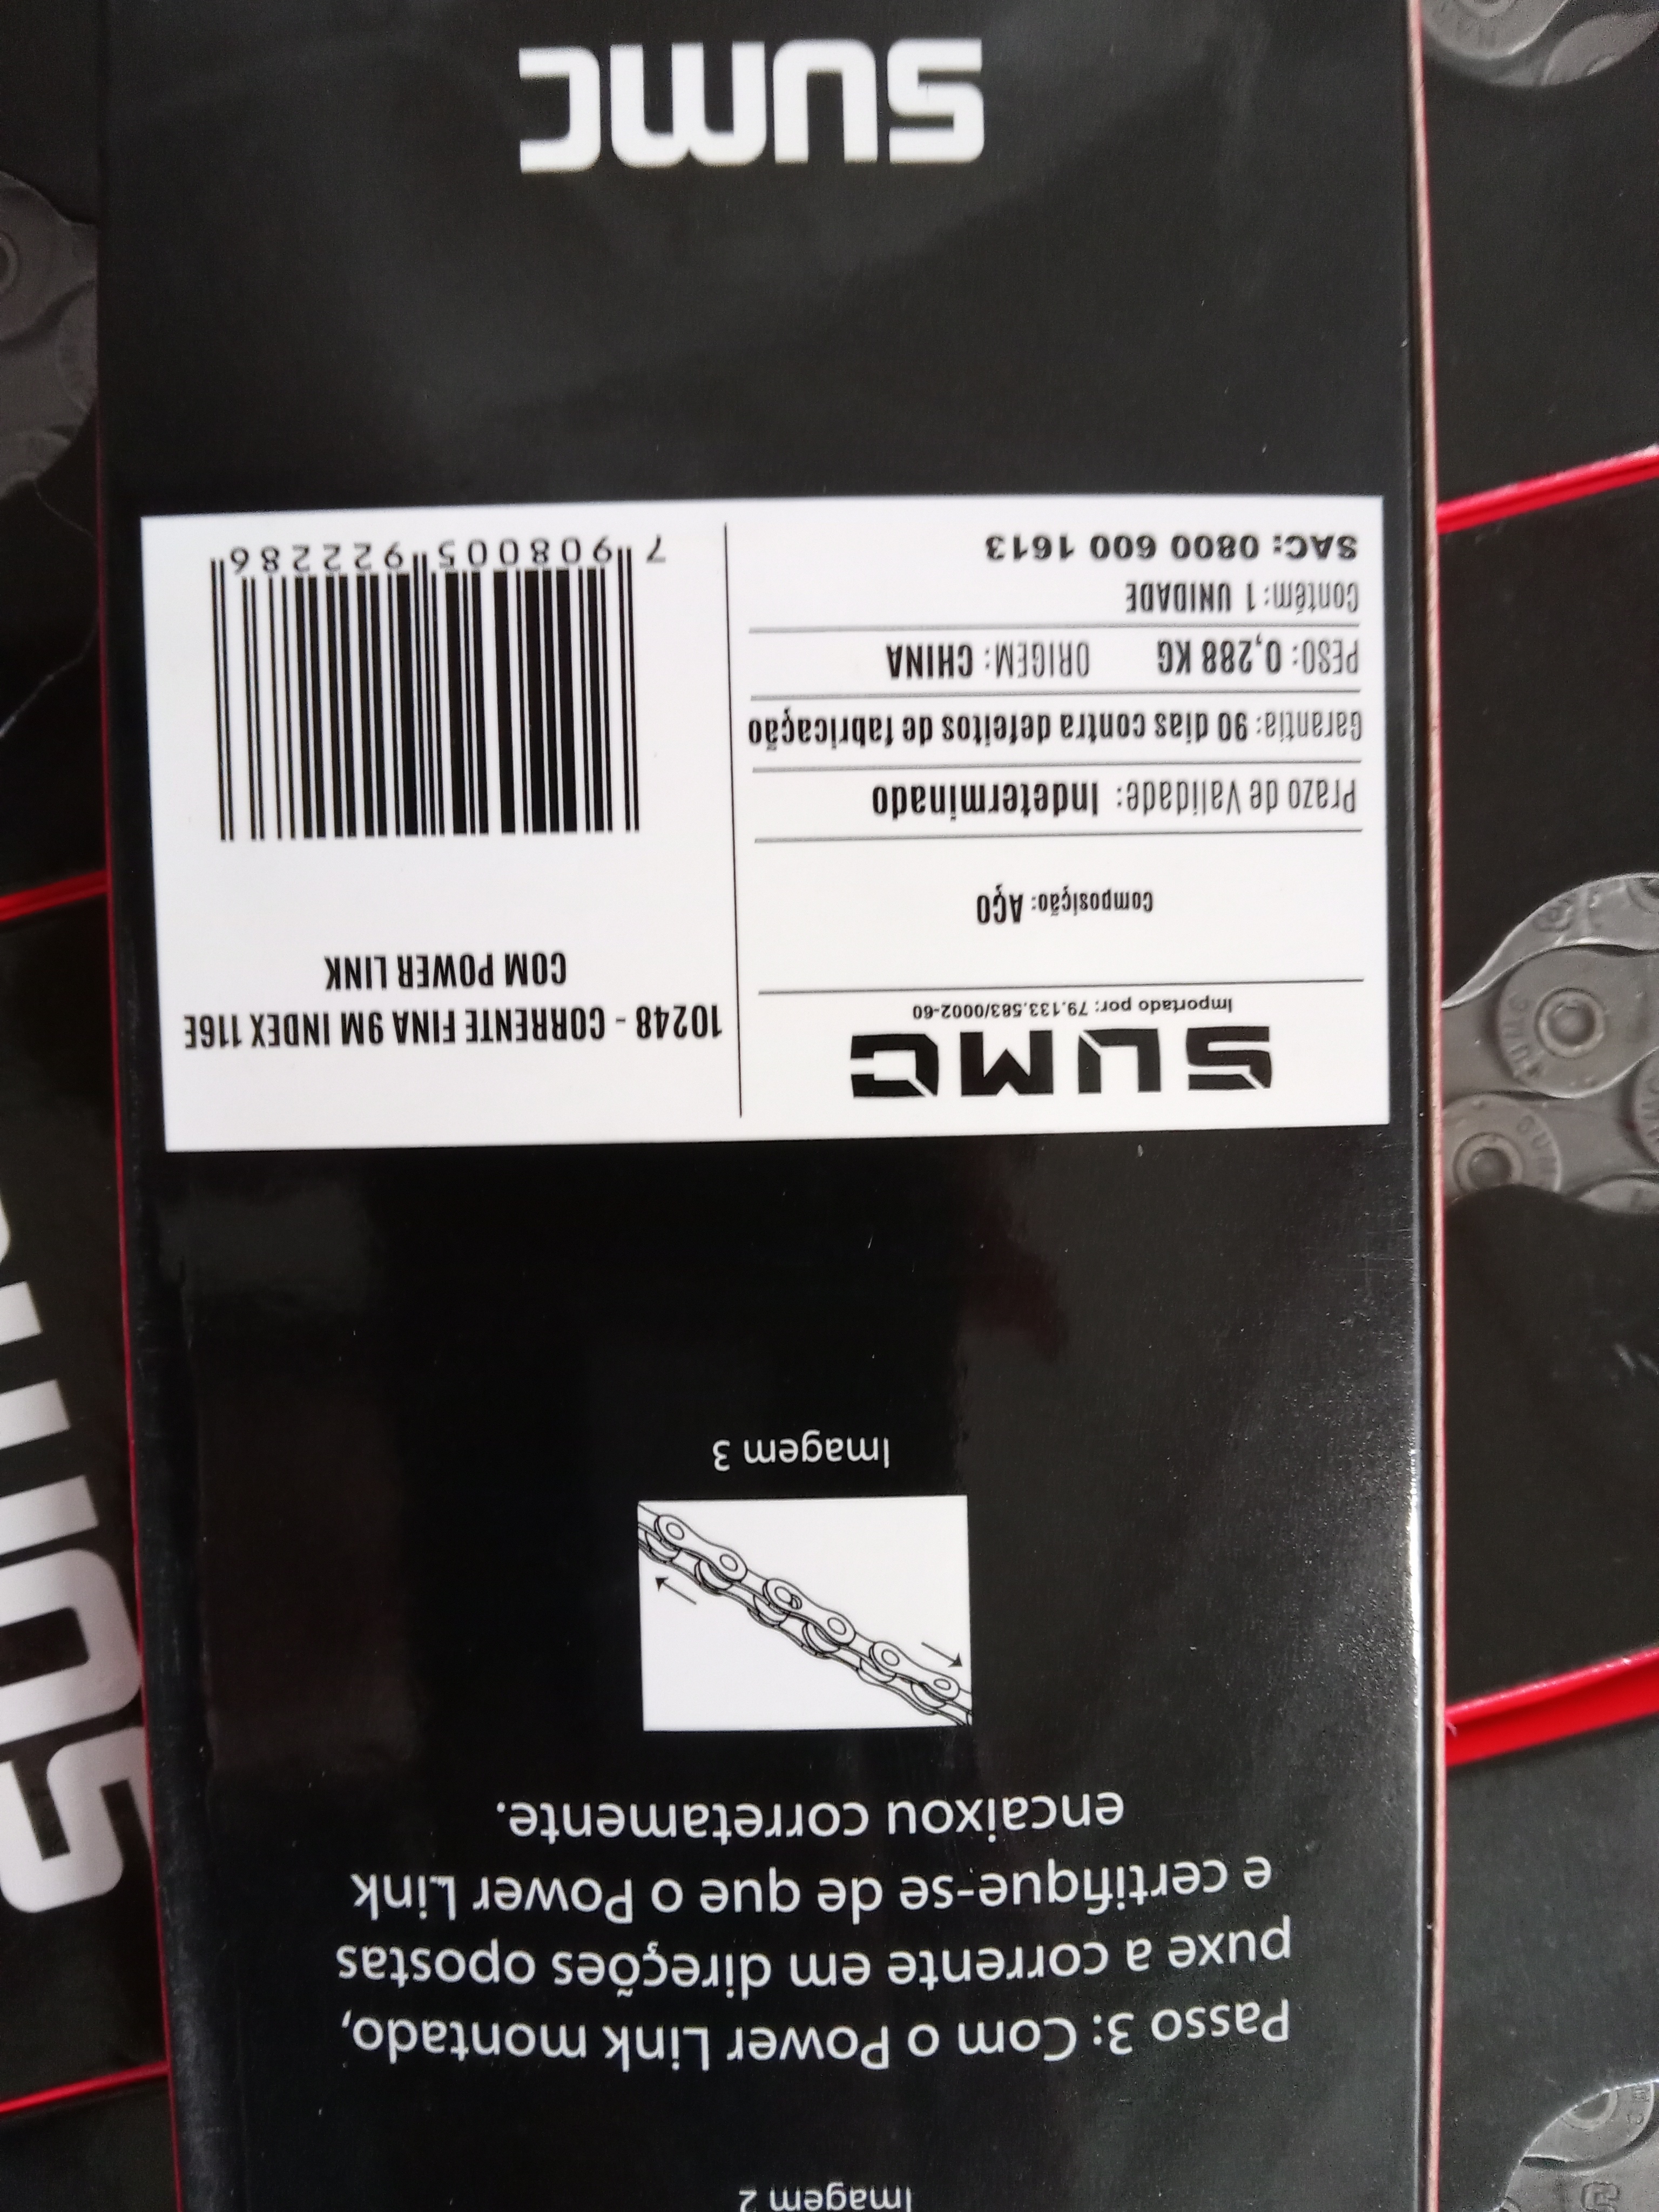 Imagem 2
Passo 3: Com o Power Link montado,
puxe a corrente em direções opostas
e certifique-se de que o Power Link
encaixou corretamente.
Imagem 3
SUMC
Importado por: 79.133.583/0002-60
Composição: AÇO
Prazo de Validade: Indeterminado
Garantia: 90 dias contra defeitos de fabricação
PESO: 0,288 KG ORIGEM: CHINA
Contém: 1 UNIDADE
SAC: 0800 600 1613
10248 - CORRENTE FINA 9M INDEX 116E
COM POWER LINK
7 908005 922286
SUMC